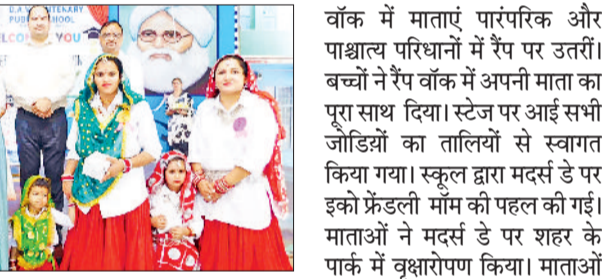 D.A.V. CENTENARY
PUBLIC SCHOOL
वॉक में माताएं पारंपरिक और
पाश्चात्य परिधानों में रैंप पर उतरीं।
बच्चों ने रैंप वॉक में अपनी माता का
पूरा साथ दिया। स्टेज पर आई सभी
जोडिय़ों का तालियों से स्वागत
किया गया। स्कूल द्वारा मदर्स डे पर
इको फ्रेंडली मॉम की पहल की गई।
माताओं ने मदर्स डे पर शहर के
पार्क में वृक्षारोपण किया। माताओं